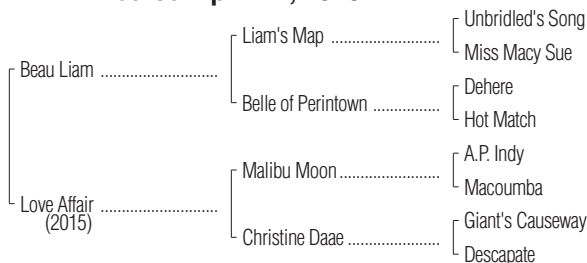 Unbridled's Song
Liam's Map ....................
Miss Macy Sue
Beau Liam ......................
Dehere
Belle of Perintown ................
Hot Match
A.P. Indy
Malibu Moon ....................
Macoumba
Love Affair ......................
(2015)
Giant's Causeway
Christine Daae ....................
Descapate